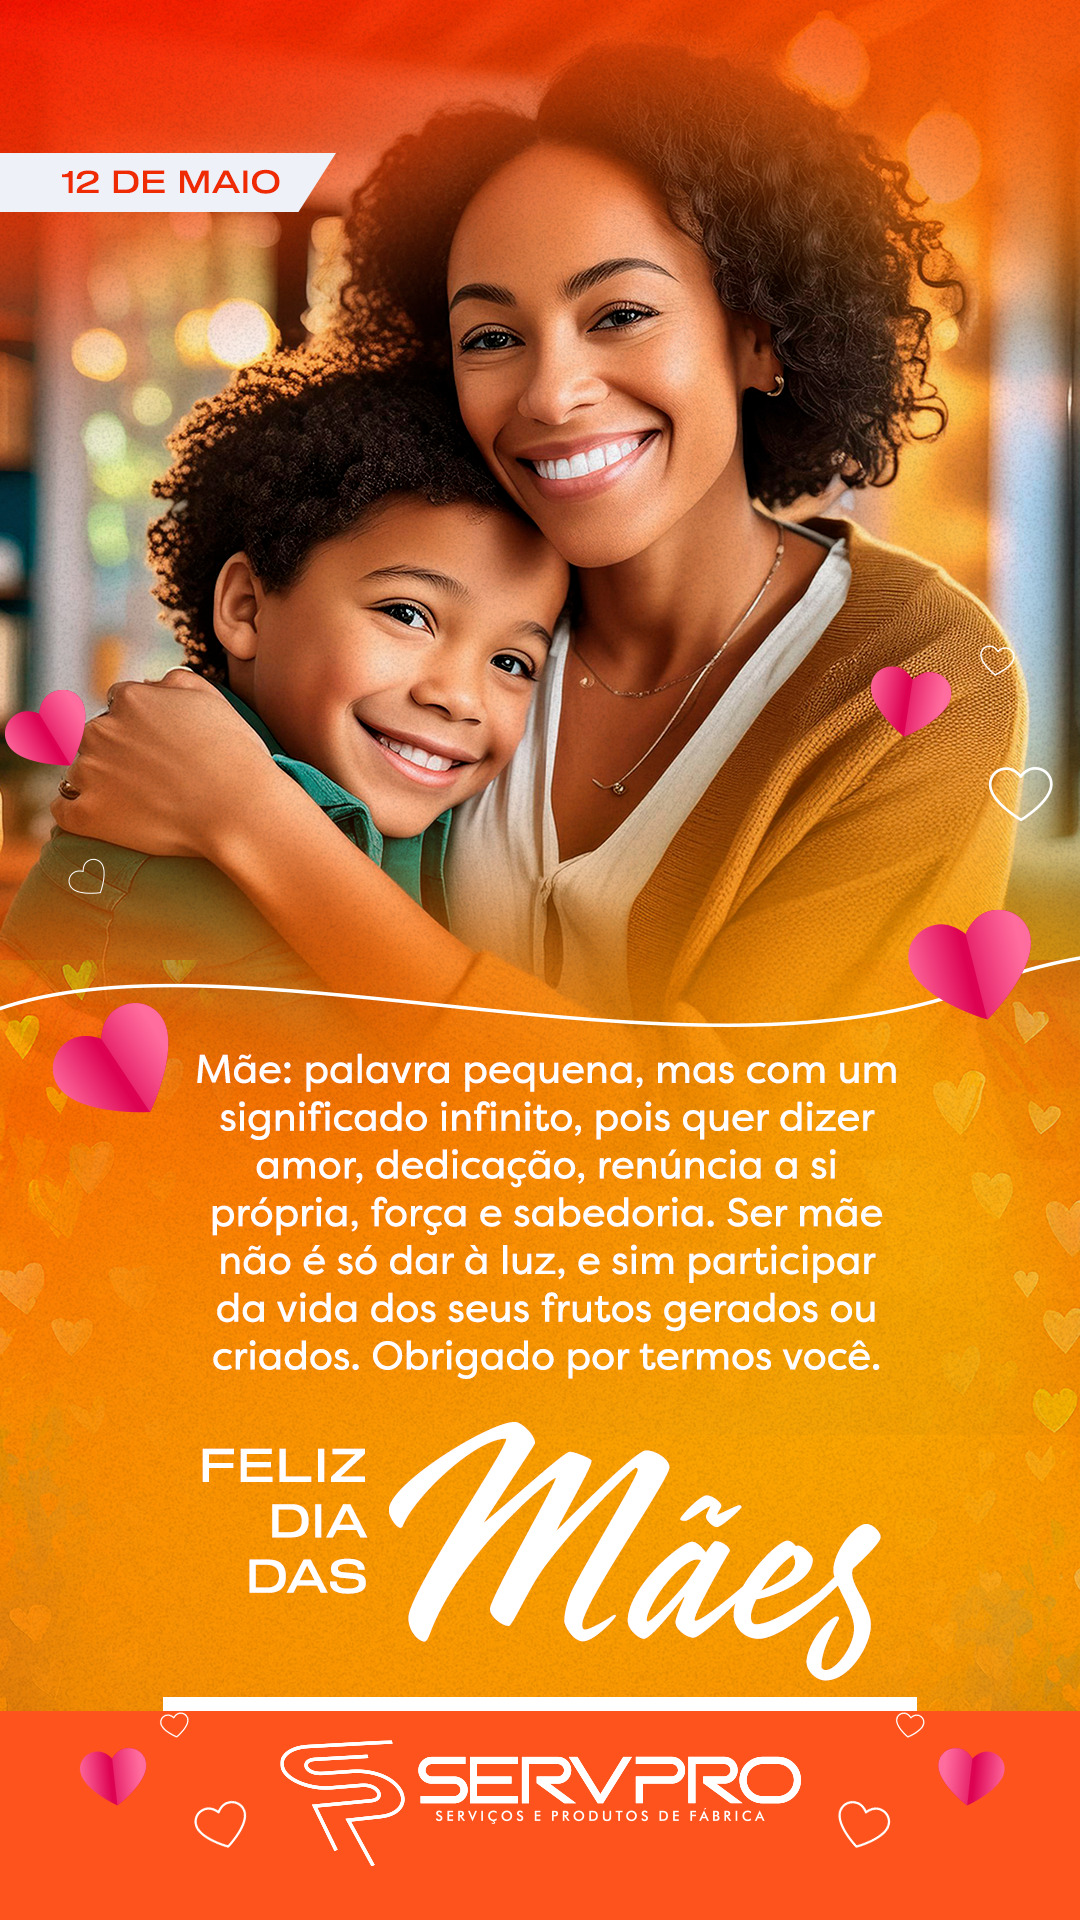 12 DE MAIO
Mãe: palavra pequena, mas com um
significado infinito, pois quer dizer
amor, dedicação, renúncia a si
própria, força e sabedoria. Ser mãe
não é só dar à luz, e sim participar
da vida dos seus frutos gerados ou
criados. Obrigado por termos você.
FELIZ
DIA
DAS
Mães
SERVPRO
SERVIÇOS E PRODUTOS DE FÁBRICA